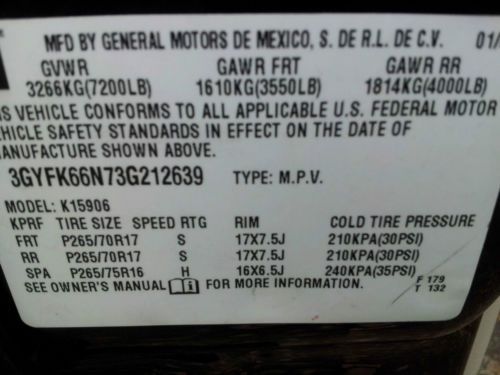 MFD BY GENERAL MOTORS DE MEXICO, S. DE R.L. DE C.V. 01/
GVWR GAWR FRT GAWR RR
3266KG(7200LB) 1610KG(3550LB) 1814KG(4000LB)
IS VEHICLE CONFORMS TO ALL APPLICABLE U.S. FEDERAL MOTOR
EHICLE SAFETY STANDARDS IN EFFECT ON THE DATE OF
ANUFACTURE SHOWN ABOVE.
3GYFK66N73G212639 TYPE: M.P.V.
MODEL: K15906
KPRF TIRE SIZE SPEED RTG RIM COLD TIRE PRESSURE
FRT P265/70R17 S 17X7.5J 210KPA(30PSI)
RR P265/70R17 S 17X7.5J 210KPA(30PSI)
SPA P265/75R16 H 16X6.5J 240KPA(35PSI)
SEE OWNER'S MANUAL FOR MORE INFORMATION. F 179
T 132